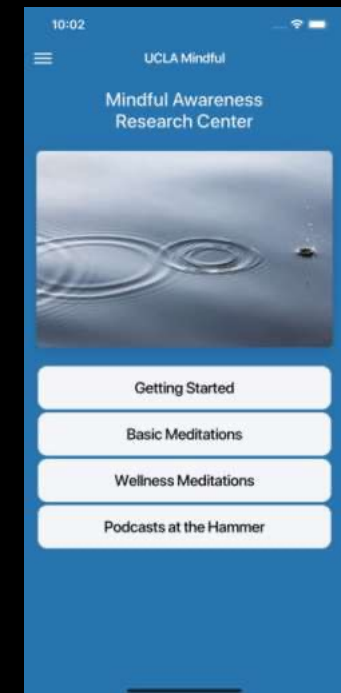 10:02
UCLA Mindful
Mindful Awareness
Research Center
Getting Started
Basic Meditations
Wellness Meditations
Podcasts at the Hammer